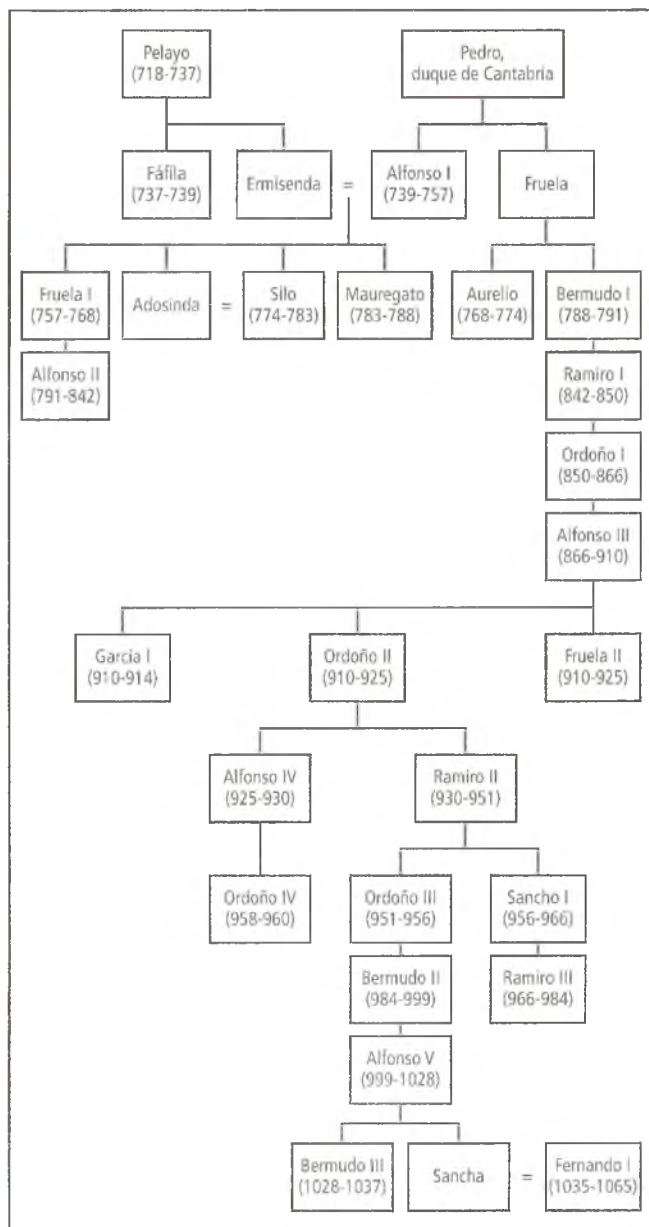 Pelayo
(718-737)
Pedro,
duque de Cantabria
Fáfila
(737-739)
Ermisenda
=
Alfonso I
(739-757)
Fruela
Fruela I
(757-768)
Adosinda
=
Silo
(774-783)
Mauregato
(783-788)
Aurelio
(768-774)
Bermudo I
(788-791)
Alfonso II
(791-842)
Ramiro I
(842-850)
Ordoño I
(850-866)
Alfonso III
(866-910)
García I
(910-914)
Ordoño II
(910-925)
Fruela II
(910-925)
Alfonso IV
(925-930)
Ramiro II
(930-951)
Ordoño IV
(958-960)
Ordoño III
(951-956)
Sancho I
(956-966)
Bermudo II
(984-999)
Ramiro III
(966-984)
Alfonso V
(999-1028)
Bermudo III
(1028-1037)
Sancha
=
Fernando I
(1035-1065)